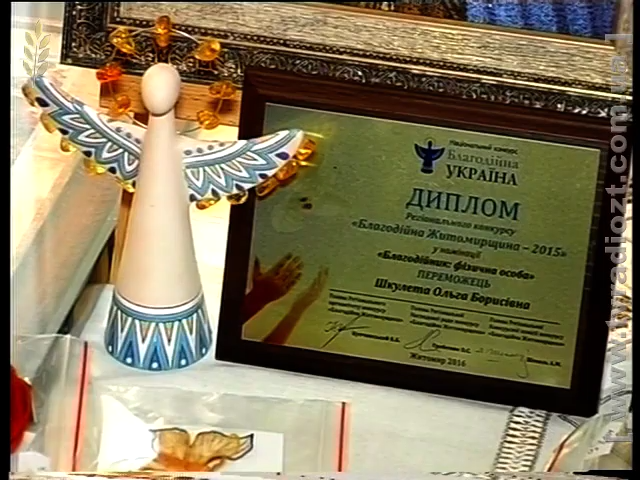 Національний конкурс
Благодійна
УКРАЇНА
ДИПЛОМ
Регіонального конкурсу
«Благодійна Житомирщина – 2015»
у номінації
«Благодійник: фізична особа»
ПЕРЕМОЖЕЦЬ
Шкулета Ольга Борисівна
Житомир 2016
[ www.tvradiozt.com.ua ]